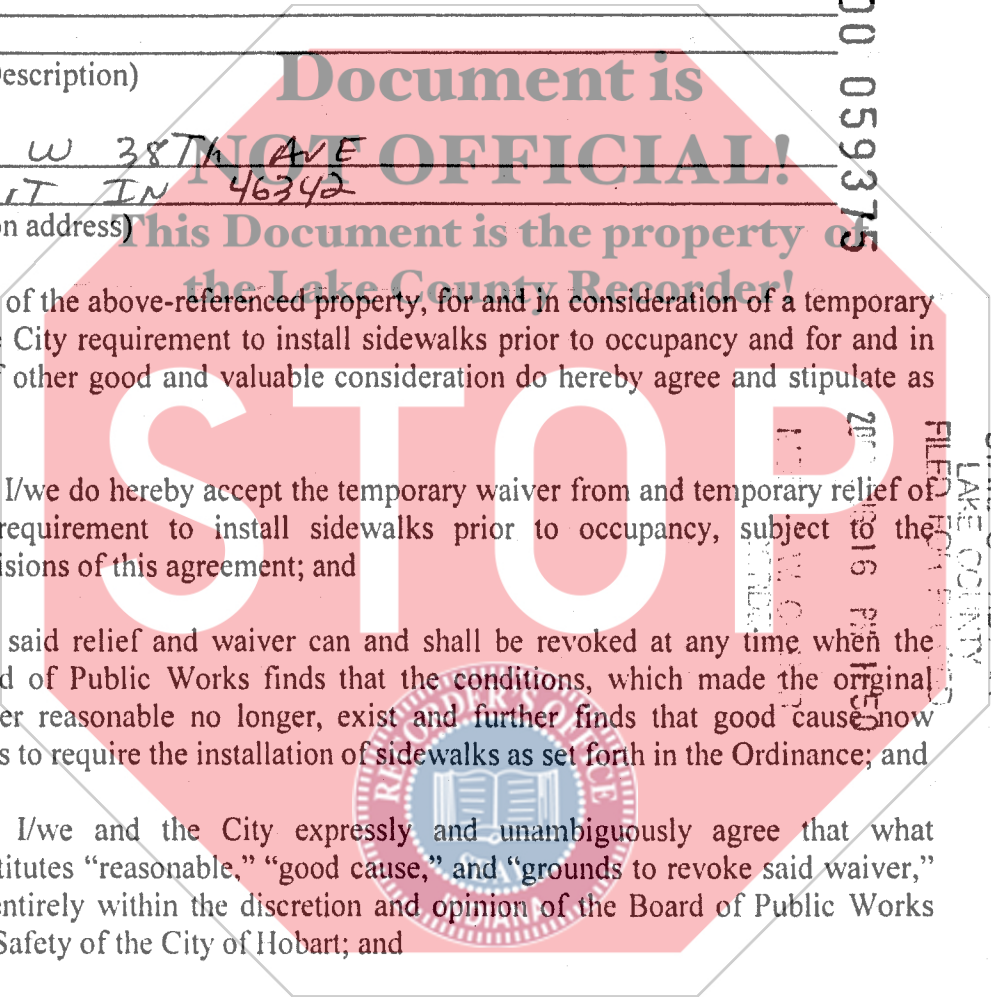 Description)
W 38Th AVE
IN 46342
on address)
of the above-referenced property, for and in consideration of a temporary
City requirement to install sidewalks prior to occupancy and for and in
other good and valuable consideration do hereby agree and stipulate as
I/we do hereby accept the temporary waiver from and temporary relief of
requirement to install sidewalks prior to occupancy, subject to the
isions of this agreement; and
said relief and waiver can and shall be revoked at any time when the
d of Public Works finds that the conditions, which made the original
er reasonable no longer, exist and further finds that good cause now
s to require the installation of sidewalks as set forth in the Ordinance; and
I/we and the City expressly and unambiguously agree that what
titutes “reasonable,” “good cause,” and “grounds to revoke said waiver,”
entirely within the discretion and opinion of the Board of Public Works
Safety of the City of Hobart; and
Document is
NOT OFFICIAL!
This Document is the property of
the Lake County Recorder!
STOP
RECORDER'S OFFICE
INDIANA
059375
LAKE COUNTY